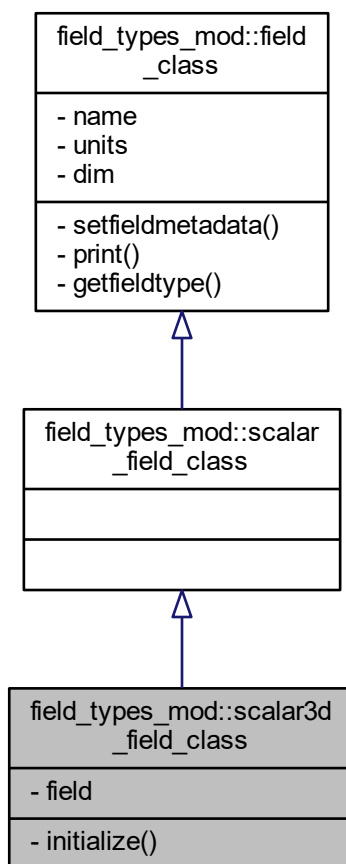 field_types_mod::field
_class
- name
- units
- dim
- setfieldmetadata()
- print()
- getfieldtype()
field_types_mod::scalar
_field_class
field_types_mod::scalar3d
_field_class
- field
- initialize()